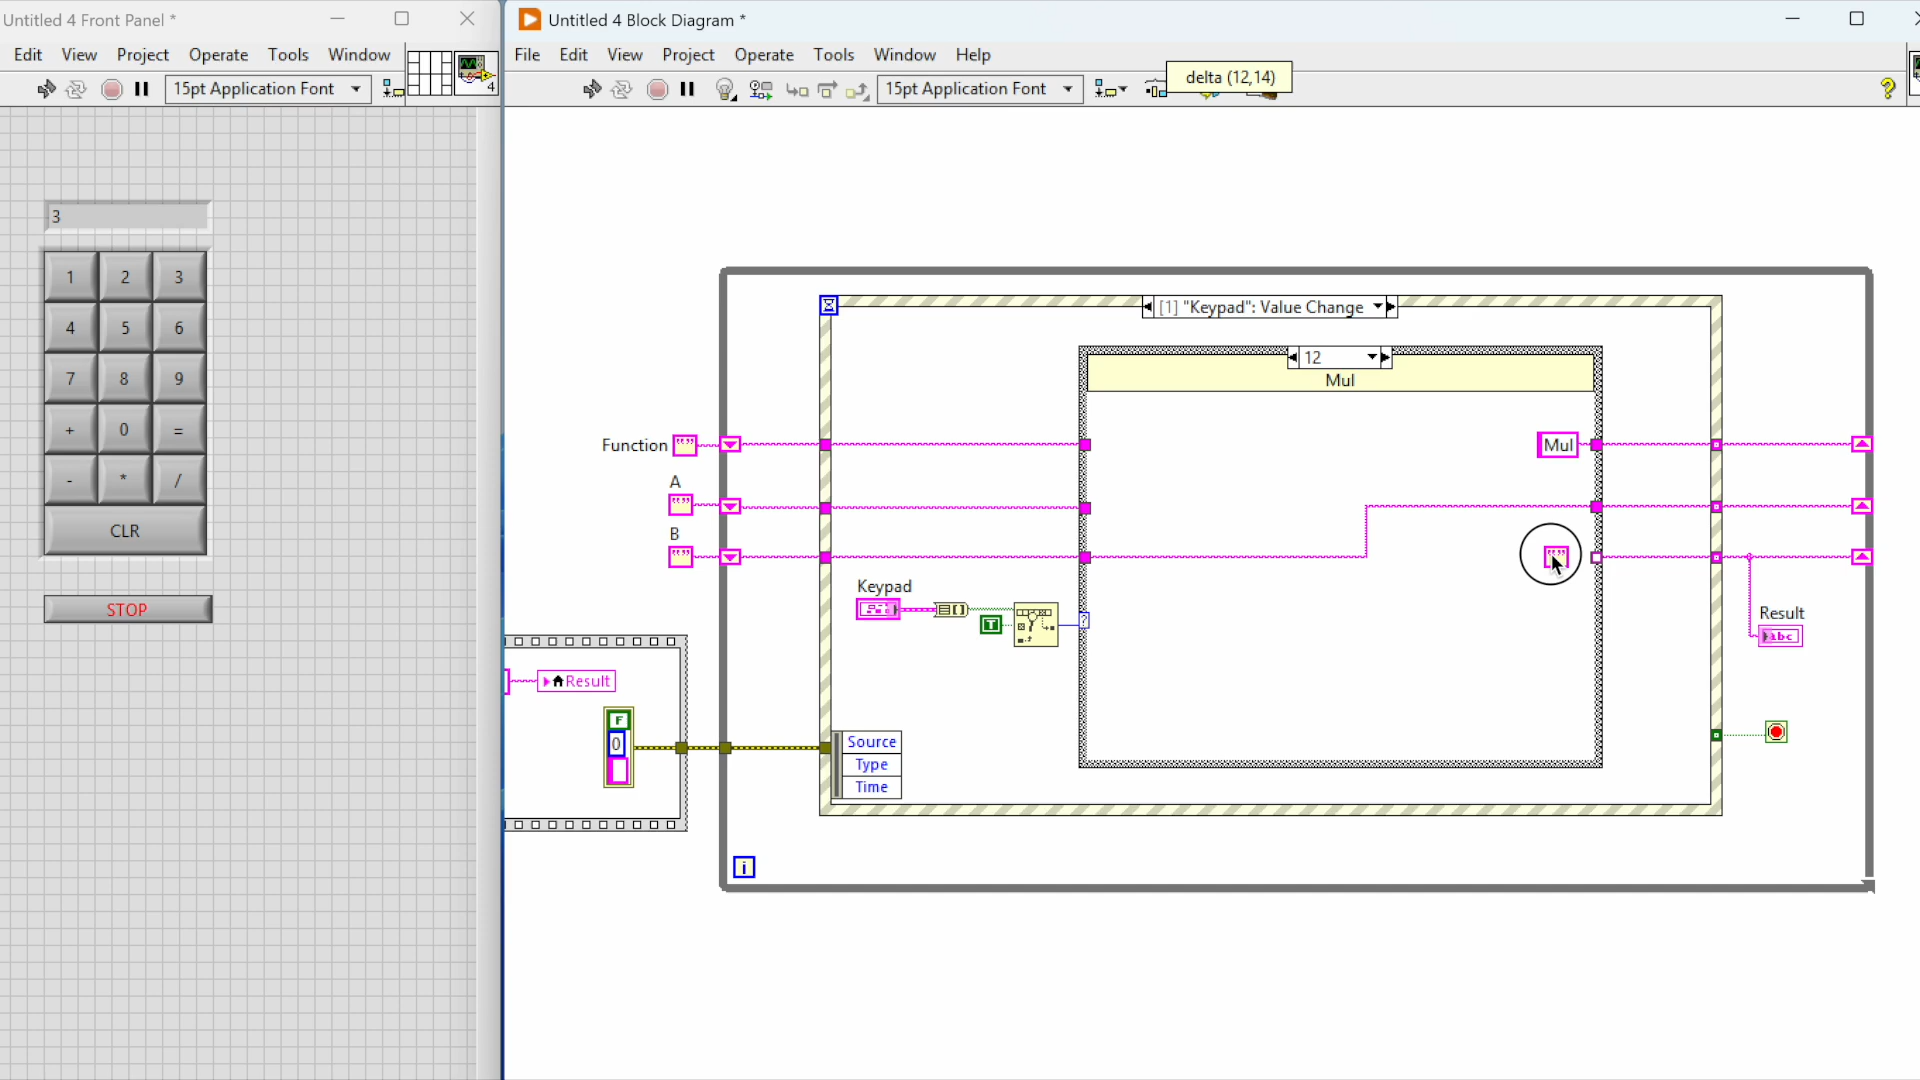 Untitled 4 Front Panel *
Edit View Project Operate Tools Window
15pt Application Font
4
3
1 2 3
4 5 6
7 8 9
+ 0 =
- * /
CLR
STOP
Untitled 4 Block Diagram *
File Edit View Project Operate Tools Window Help
15pt Application Font
delta (12,14)
?
[1] "Keypad": Value Change
12
Mul
Function
Mul
A
B
Keypad
T
?
Result
abc
Result
F
0
Source
Type
Time
i